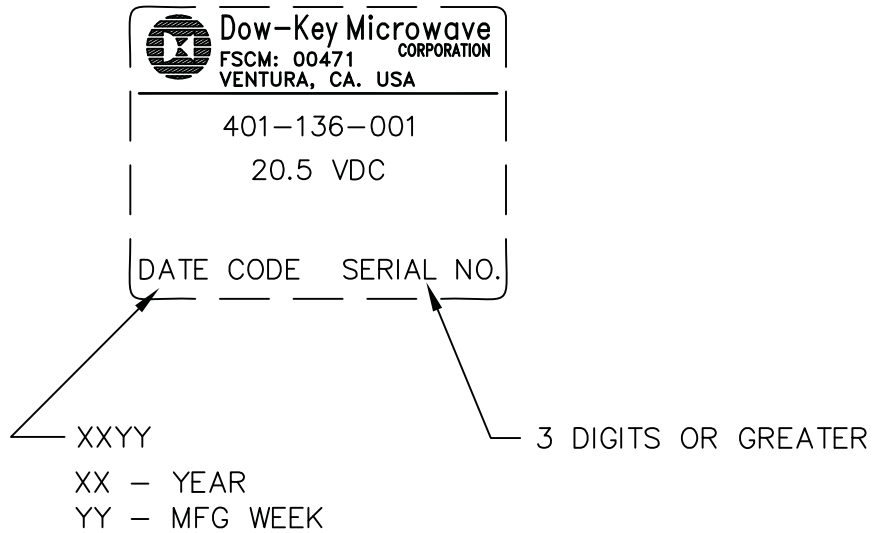 Dow-Key Microwave
CORPORATION
FSCM: 00471
VENTURA, CA. USA
401-136-001
20.5 VDC
DATE CODE SERIAL NO.
XXYY
3 DIGITS OR GREATER
XX - YEAR
YY - MFG WEEK